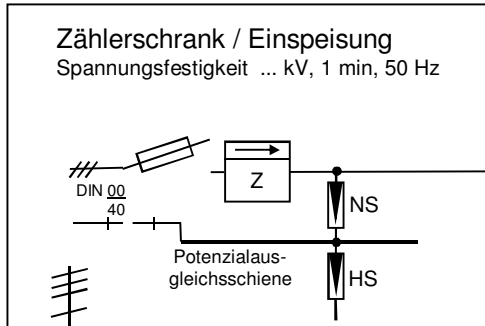 Zählerschrank / Einspeisung
Spannungsfestigkeit ... kV, 1 min, 50 Hz
Z
DIN 00
40
NS
Potenzialaus-
gleichsschiene
HS